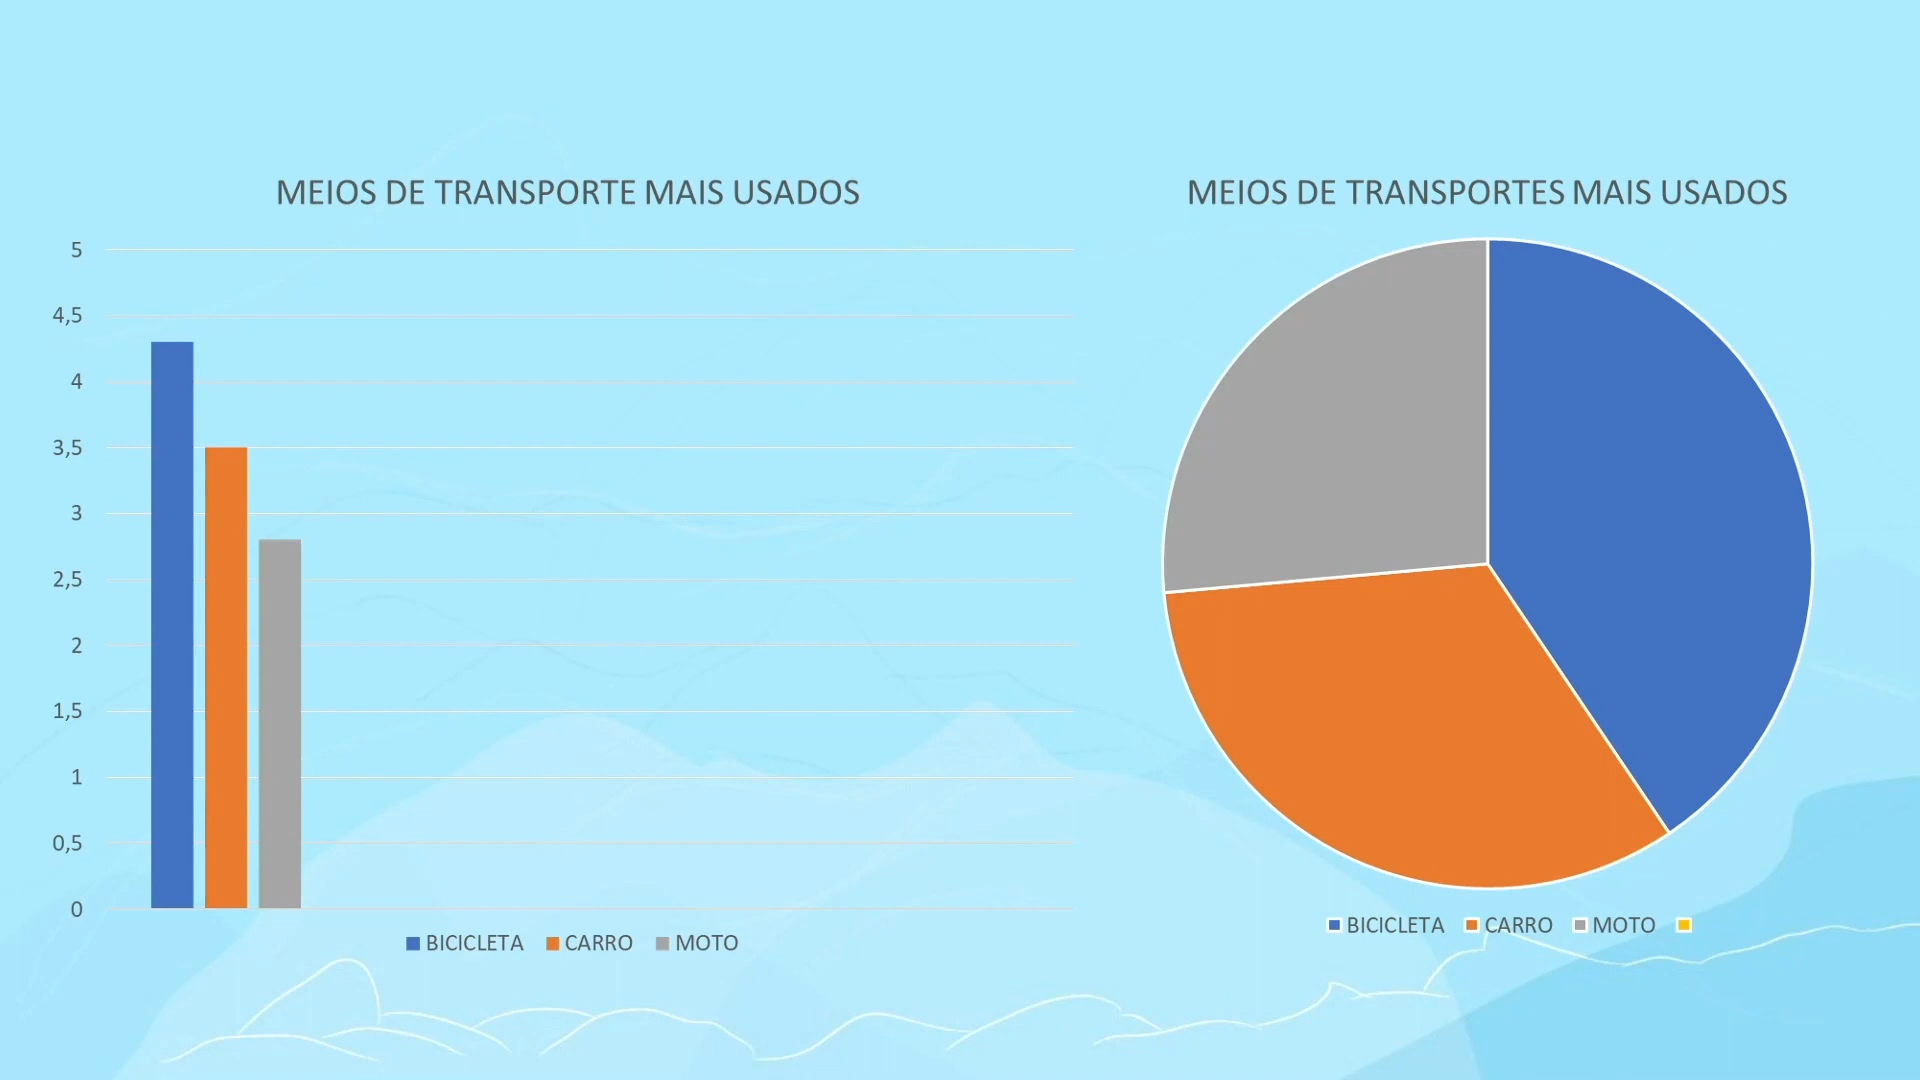 MEIOS DE TRANSPORTE MAIS USADOS
5
4,5
4
3,5
3
2,5
2
1,5
1
0,5
0
BICICLETA CARRO MOTO
MEIOS DE TRANSPORTES MAIS USADOS
BICICLETA CARRO MOTO